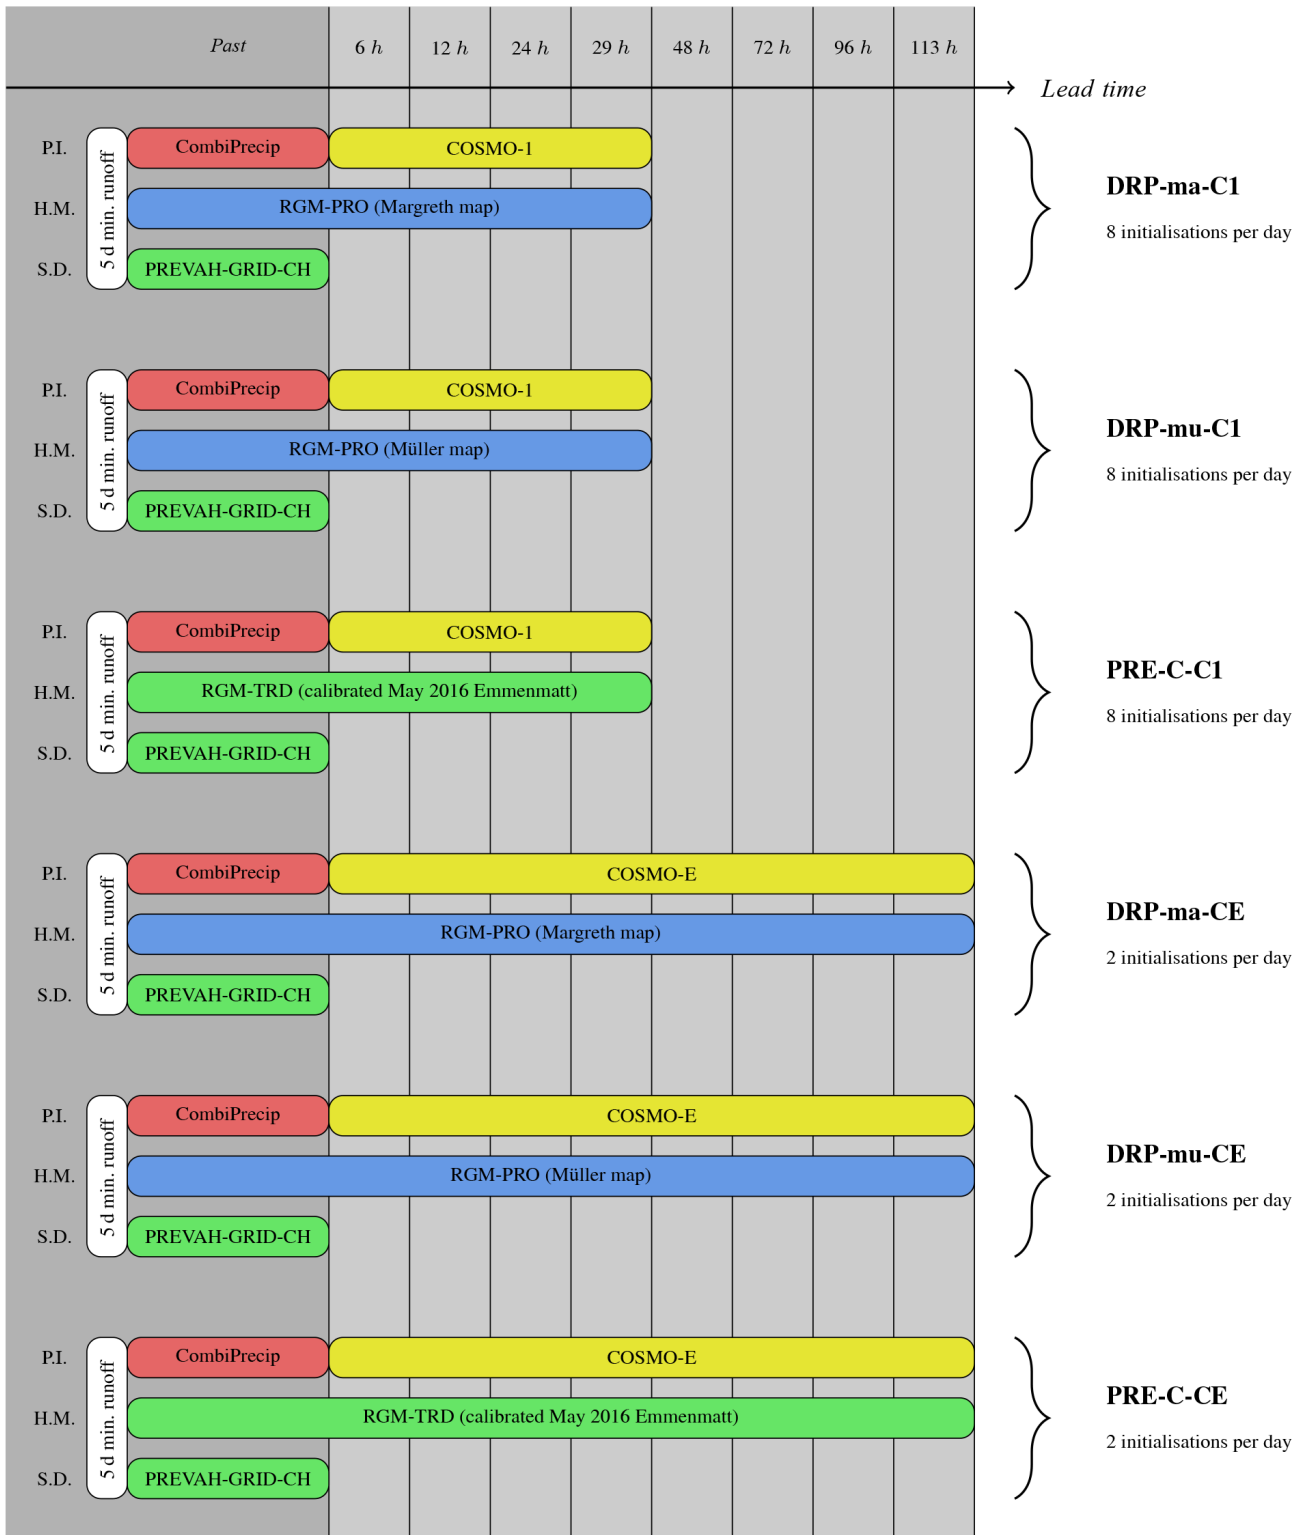 Past 6 h 12 h 24 h 29 h 48 h 72 h 96 h 113 h
Lead time
5 d min. runoff
P.I. CombiPrecip COSMO-1
H.M. RGM-PRO (Margreth map)
S.D. PREVAH-GRID-CH
DRP-ma-C1
8 initialisations per day
5 d min. runoff
P.I. CombiPrecip COSMO-1
H.M. RGM-PRO (Müller map)
S.D. PREVAH-GRID-CH
DRP-mu-C1
8 initialisations per day
5 d min. runoff
P.I. CombiPrecip COSMO-1
H.M. RGM-TRD (calibrated May 2016 Emmenmatt)
S.D. PREVAH-GRID-CH
PRE-C-C1
8 initialisations per day
5 d min. runoff
P.I. CombiPrecip COSMO-E
H.M. RGM-PRO (Margreth map)
S.D. PREVAH-GRID-CH
DRP-ma-CE
2 initialisations per day
5 d min. runoff
P.I. CombiPrecip COSMO-E
H.M. RGM-PRO (Müller map)
S.D. PREVAH-GRID-CH
DRP-mu-CE
2 initialisations per day
5 d min. runoff
P.I. CombiPrecip COSMO-E
H.M. RGM-TRD (calibrated May 2016 Emmenmatt)
S.D. PREVAH-GRID-CH
PRE-C-CE
2 initialisations per day